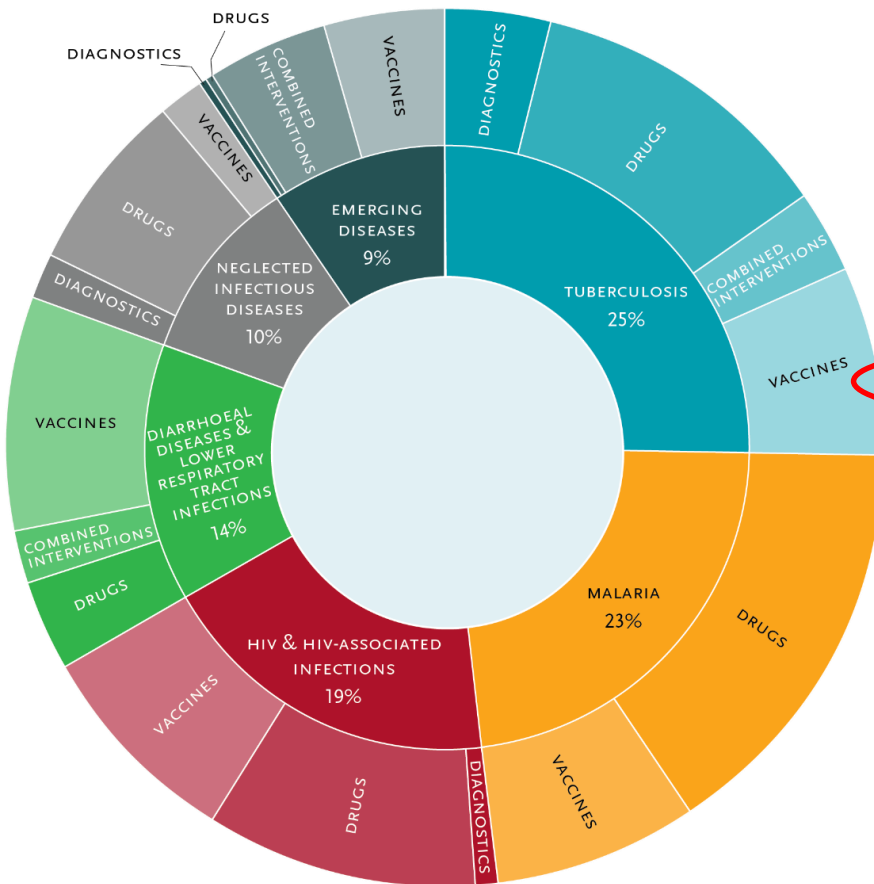 DRUGS
DIAGNOSTICS
COMBINED
INTERVENTIONS
VACCINES
DIAGNOSTICS
DRUGS
COMBINED
INTERVENTIONS
VACCINES
TUBERCULOSIS
25%
DRUGS
VACCINES
MALARIA
23%
DIAGNOSTICS
DRUGS
VACCINES
HIV & HIV-ASSOCIATED
INFECTIONS
19%
DRUGS
COMBINED
INTERVENTIONS
VACCINES
DIARRHOEAL
DISEASES &
LOWER
RESPIRATORY
TRACT
INFECTIONS
14%
DIAGNOSTICS
DRUGS
VACCINES
NEGLECTED
INFECTIOUS
DISEASES
10%
EMERGING
DISEASES
9%